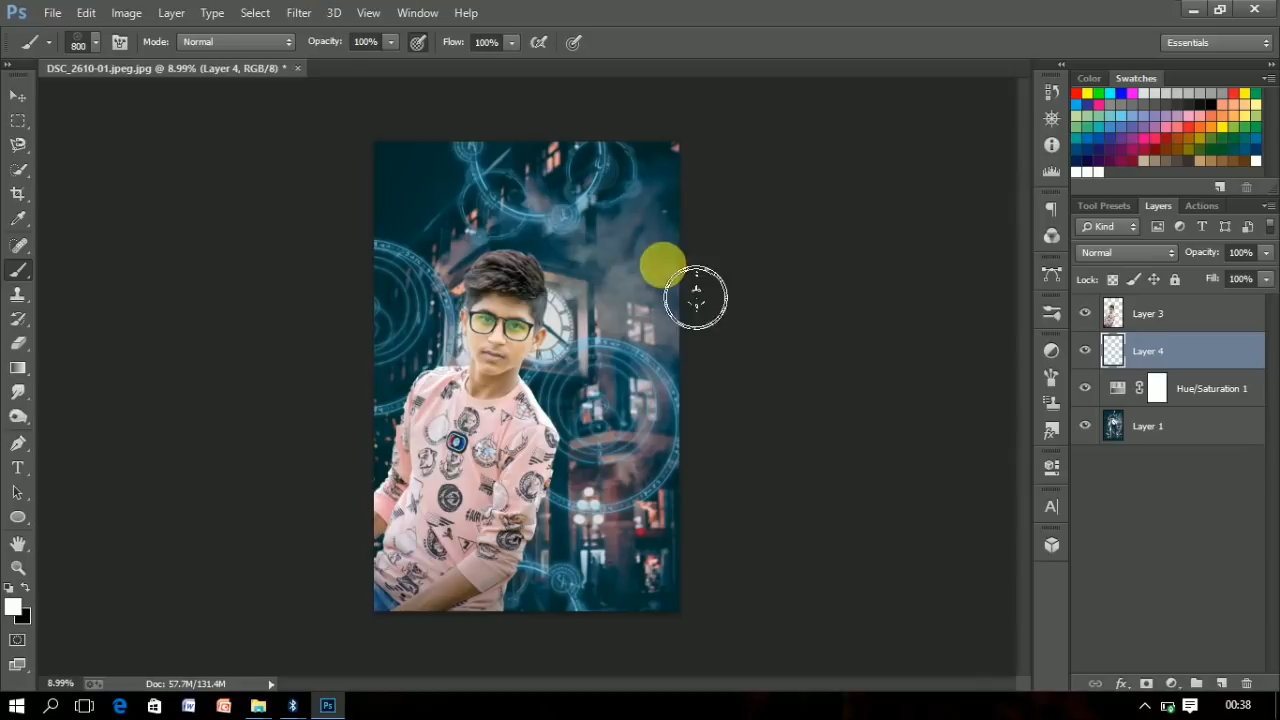 Ps File Edit Image Layer Type Select Filter 3D View Window Help
800 Mode: Normal Opacity: 100% Flow: 100% Essentials
DSC_2610-01.jpeg.jpg @ 8.99% (Layer 4, RGB/8) * ×
Color Swatches
Tool Presets Layers Actions
Kind
Normal Opacity: 100%
Lock: Fill: 100%
Layer 3
Layer 4
Hue/Saturation 1
Layer 1
8.99% Doc: 57.7M/131.4M
Ps 00:38